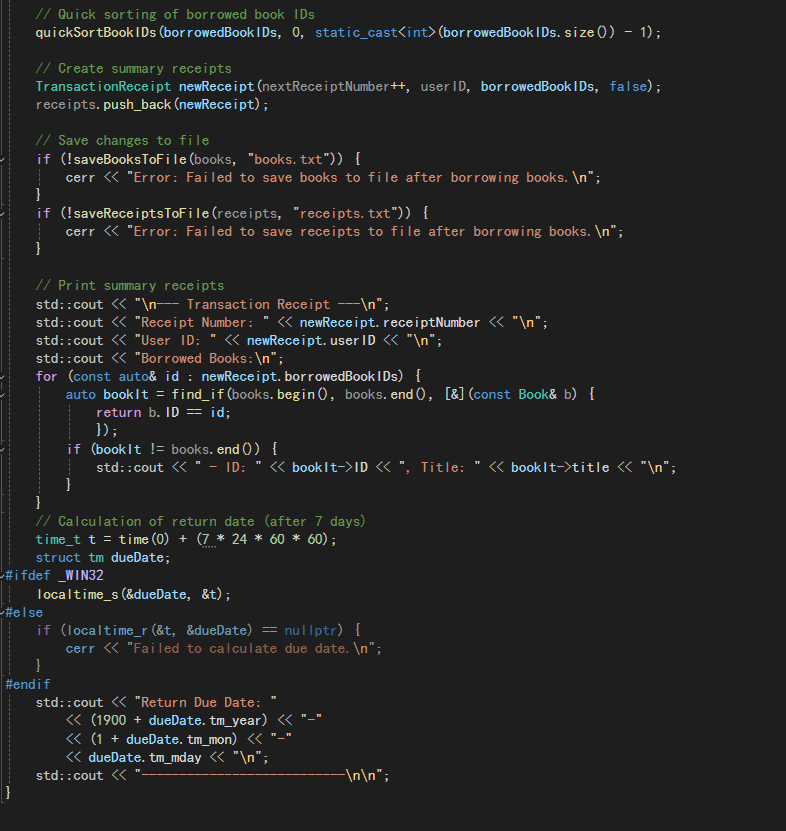 // Quick sorting of borrowed book IDs
quickSortBookIDs(borrowedBookIDs, 0, static_cast<int>(borrowedBookIDs.size()) - 1);
// Create summary receipts
TransactionReceipt newReceipt(nextReceiptNumber++, userID, borrowedBookIDs, false);
receipts.push_back(newReceipt);
// Save changes to file
if (!saveBooksToFile(books, "books.txt")) {
cerr << "Error: Failed to save books to file after borrowing books.\n";
}
if (!saveReceiptsToFile(receipts, "receipts.txt")) {
cerr << "Error: Failed to save receipts to file after borrowing books.\n";
}
// Print summary receipts
std::cout << "\n--- Transaction Receipt ---\n";
std::cout << "Receipt Number: " << newReceipt.receiptNumber << "\n";
std::cout << "User ID: " << newReceipt.userID << "\n";
std::cout << "Borrowed Books:\n";
for (const auto& id : newReceipt.borrowedBookIDs) {
auto bookIt = find_if(books.begin(), books.end(), [&](const Book& b) {
return b.ID == id;
});
if (bookIt != books.end()) {
std::cout << " - ID: " << bookIt->ID << ", Title: " << bookIt->title << "\n";
}
}
// Calculation of return date (after 7 days)
time_t t = time(0) + (7 * 24 * 60 * 60);
struct tm dueDate;
#ifdef _WIN32
localtime_s(&dueDate, &t);
#else
if (localtime_r(&t, &dueDate) == nullptr) {
cerr << "Failed to calculate due date.\n";
}
#endif
std::cout << "Return Due Date: "
<< (1900 + dueDate.tm_year) << "-"
<< (1 + dueDate.tm_mon) << "-"
<< dueDate.tm_mday << "\n";
std::cout << "---------------------------\n\n";
}